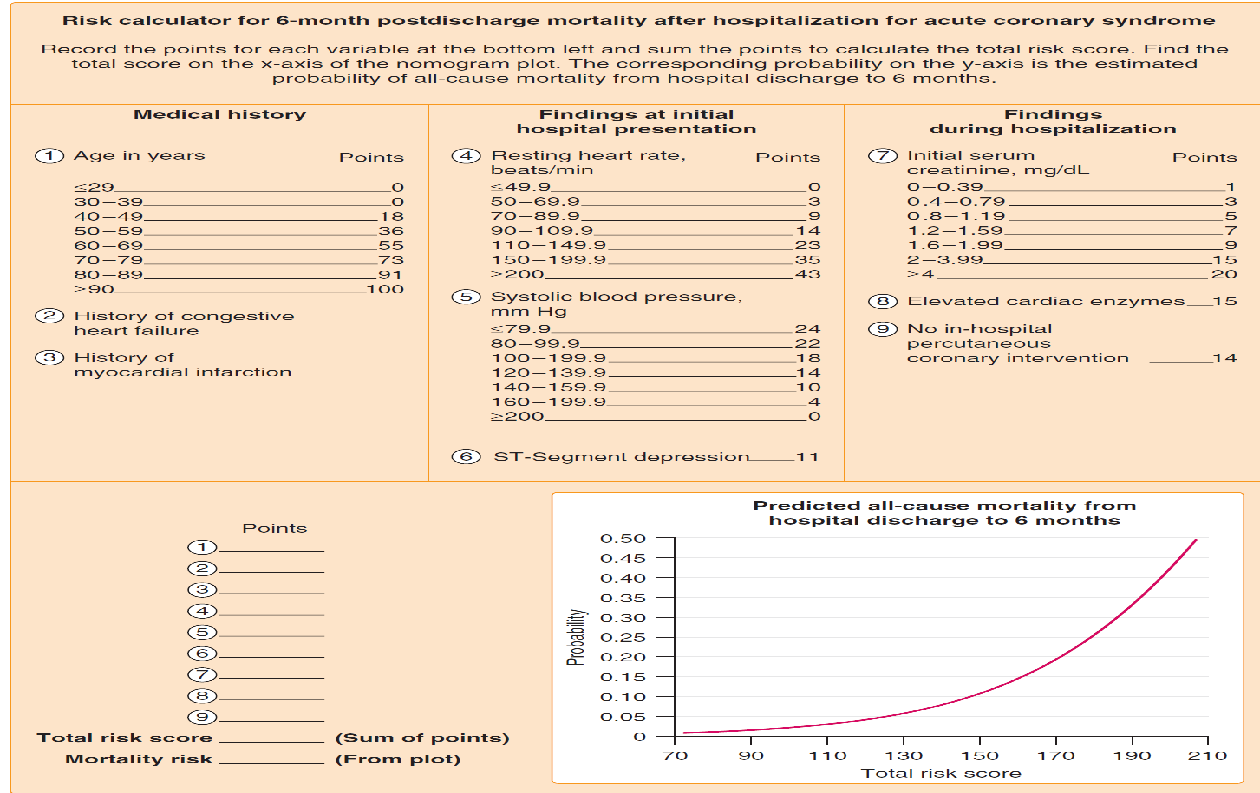 Risk calculator for 6-month postdischarge mortality after hospitalization for acute coronary syndrome
Record the points for each variable at the bottom left and sum the points to calculate the total risk score. Find the
total score on the x-axis of the nomogram plot. The corresponding probability on the y-axis is the estimated
probability of all-cause mortality from hospital discharge to 6 months.
Medical history
1 Age in years Points
≤29 0
30–39 0
40–49 18
50–59 36
60–69 55
70–79 73
80–89 91
>90 100
2 History of congestive
heart failure
3 History of
myocardial infarction
Findings at initial
hospital presentation
4 Resting heart rate, Points
beats/min
≤49.9 0
50–69.9 3
70–89.9 9
90–109.9 14
110–149.9 23
150–199.9 35
>200 43
5 Systolic blood pressure,
mm Hg
≤79.9 24
80–99.9 22
100–199.9 18
120–139.9 14
140–159.9 10
160–199.9 4
≥200 0
6 ST-Segment depression 11
Findings
during hospitalization
7 Initial serum Points
creatinine, mg/dL
0–0.39 1
0.4–0.79 3
0.8–1.19 5
1.2–1.59 7
1.6–1.99 9
2–3.99 15
>4 20
8 Elevated cardiac enzymes 15
9 No in-hospital
percutaneous
coronary intervention 14
Points
1
2
3
4
5
6
7
8
9
Total risk score (Sum of points)
Mortality risk (From plot)
Predicted all-cause mortality from
hospital discharge to 6 months
Probability
0.50
0.45
0.40
0.35
0.30
0.25
0.20
0.15
0.10
0.05
0
70 90 110 130 150 170 190 210
Total risk score